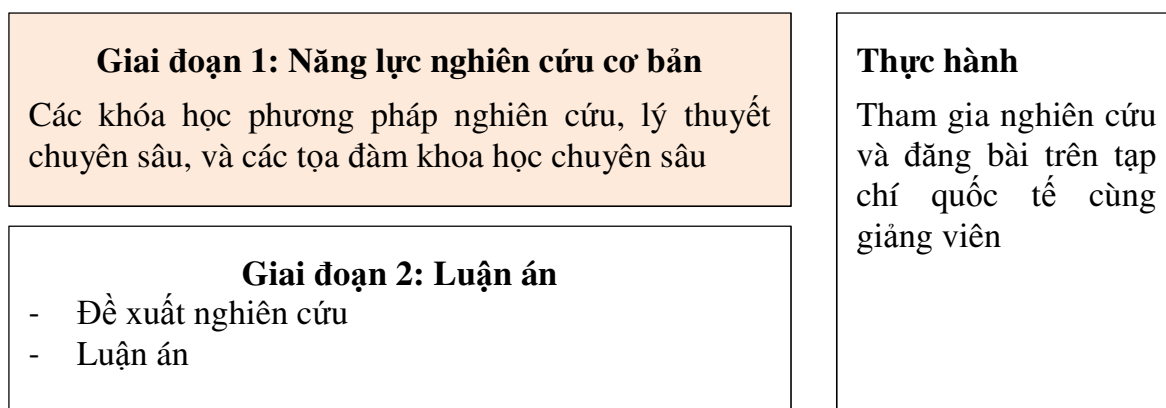 Giai đoạn 1: Năng lực nghiên cứu cơ bản
Các khóa học phương pháp nghiên cứu, lý thuyết
chuyên sâu, và các tọa đàm khoa học chuyên sâu
Giai đoạn 2: Luận án
- Đề xuất nghiên cứu
- Luận án
Thực hành
Tham gia nghiên cứu
và đăng bài trên tạp
chí quốc tế cùng
giảng viên